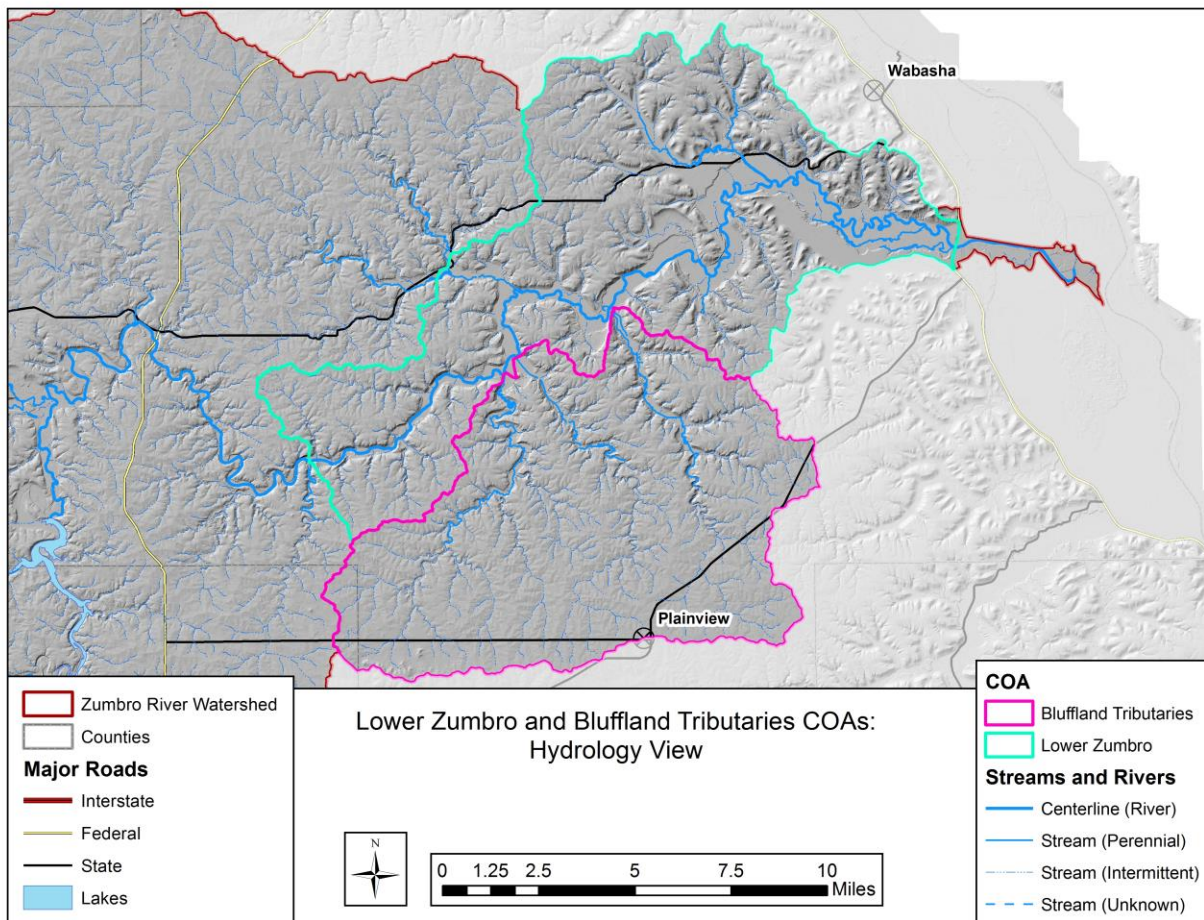 Wabasha
Plainview
Zumbro River Watershed
Counties
Major Roads
Interstate
Federal
State
Lakes
Lower Zumbro and Bluffland Tributaries COAs:
Hydrology View
N
0 1.25 2.5 5 7.5 10
Miles
COA
Bluffland Tributaries
Lower Zumbro
Streams and Rivers
Centerline (River)
Stream (Perennial)
Stream (Intermittent)
Stream (Unknown)